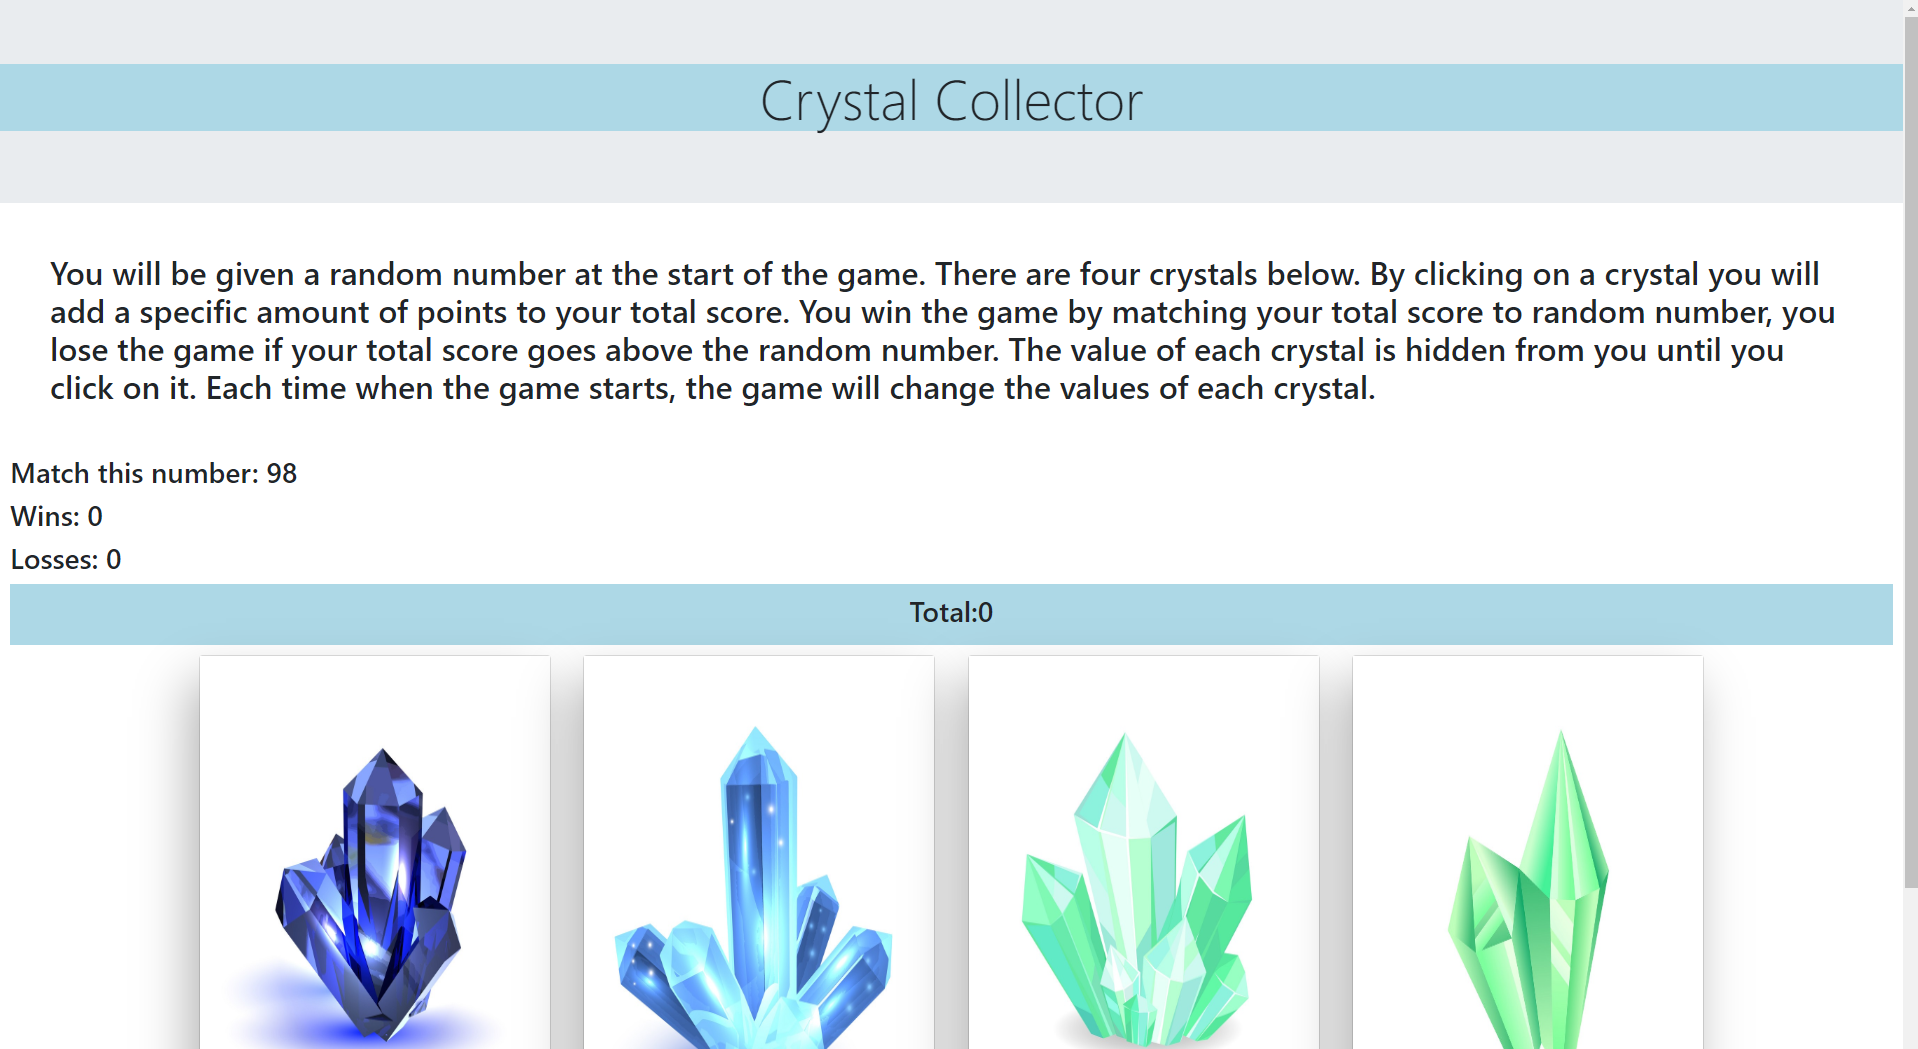 Crystal Collector
You will be given a random number at the start of the game. There are four crystals below. By clicking on a crystal you will
add a specific amount of points to your total score. You win the game by matching your total score to random number, you
lose the game if your total score goes above the random number. The value of each crystal is hidden from you until you
click on it. Each time when the game starts, the game will change the values of each crystal.
Match this number: 98
Wins: 0
Losses: 0
Total:0